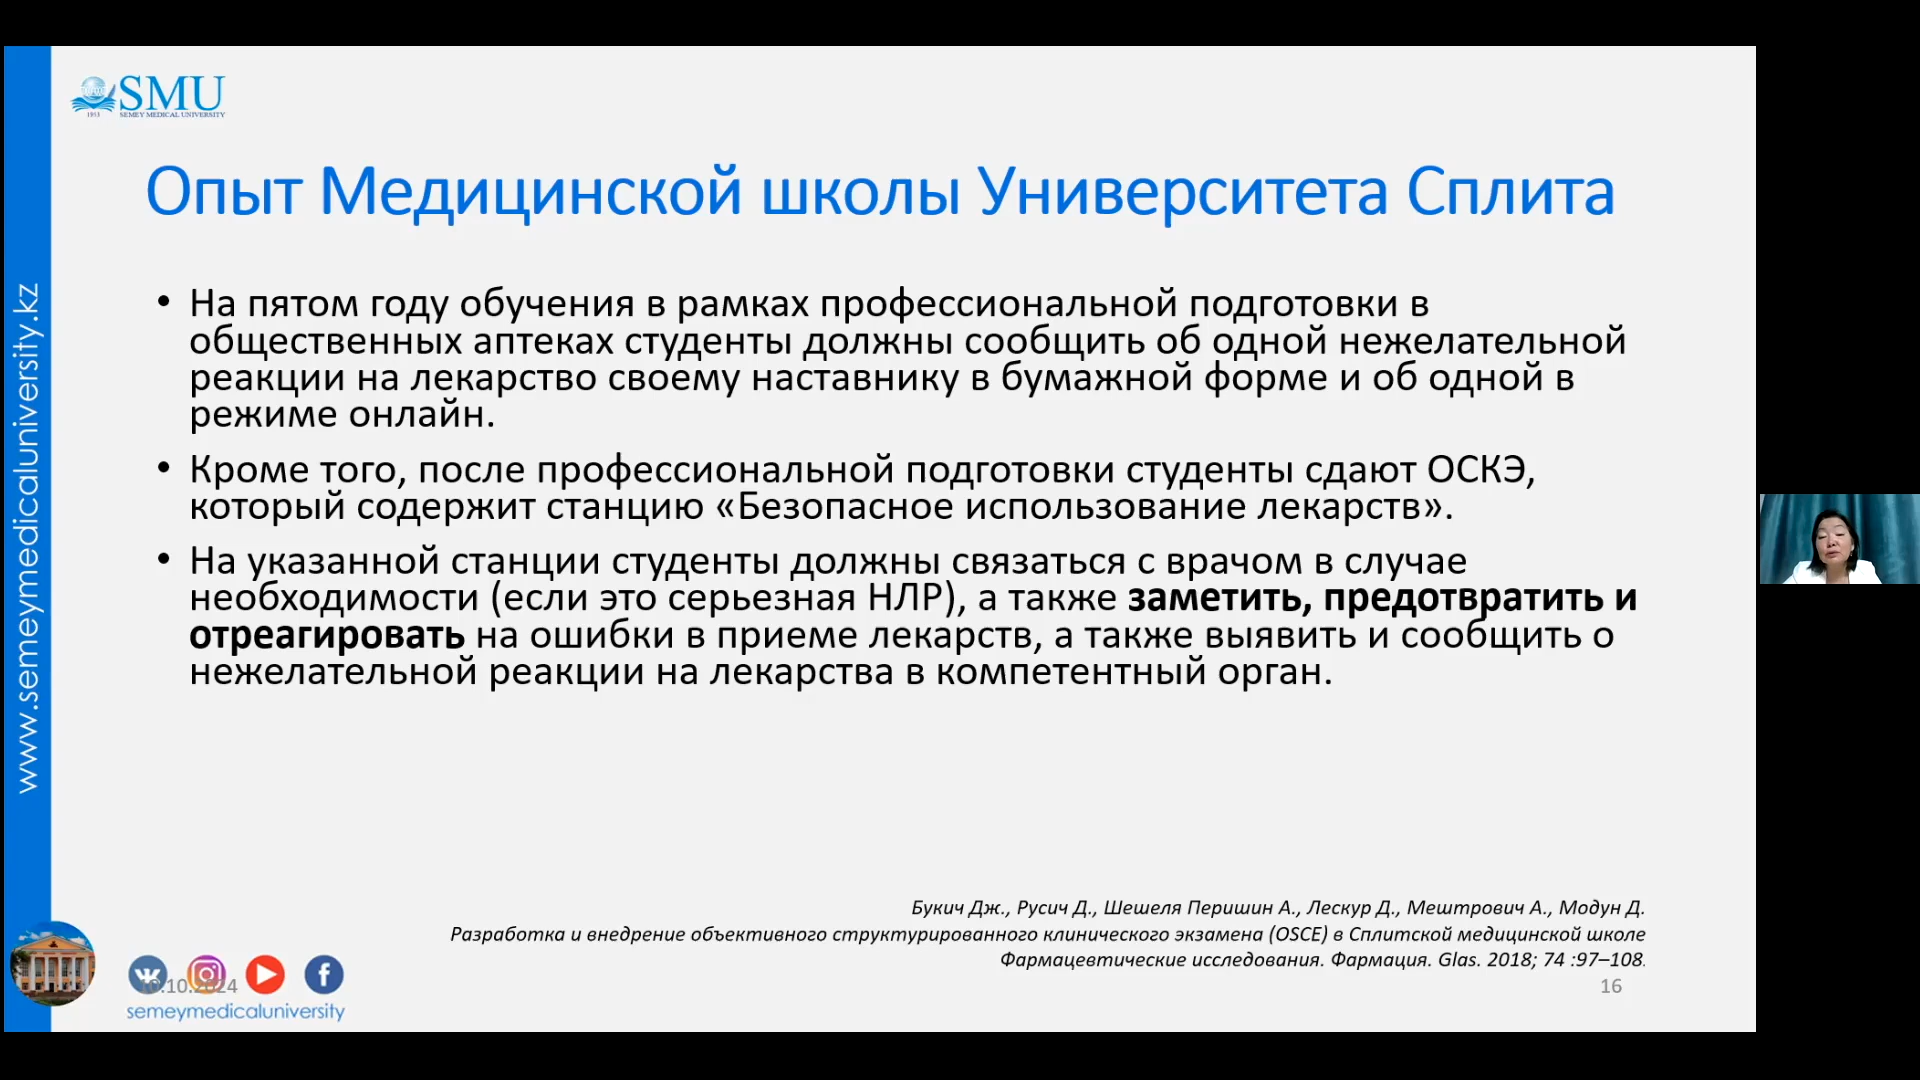 SMU
SEMEY MEDICAL UNIVERSITY
1953
www.semeymedicaluniversity.kz
Опыт Медицинской школы Университета Сплита
• На пятом году обучения в рамках профессиональной подготовки в
общественных аптеках студенты должны сообщить об одной нежелательной
реакции на лекарство своему наставнику в бумажной форме и об одной в
режиме онлайн.
• Кроме того, после профессиональной подготовки студенты сдают ОСКЭ,
который содержит станцию «Безопасное использование лекарств».
• На указанной станции студенты должны связаться с врачом в случае
необходимости (если это серьезная НЛР), а также заметить, предотвратить и
отреагировать на ошибки в приеме лекарств, а также выявить и сообщить о
нежелательной реакции на лекарства в компетентный орган.
Букич Дж., Русич Д., Шешеля Перишин А., Лескур Д., Мештрович А., Модун Д.
Разработка и внедрение объективного структурированного клинического экзамена (OSCE) в Сплитской медицинской школе
Фармацевтические исследования. Фармация. Glas. 2018; 74 :97–108.
.10.2024
16
semeymedicaluniversity